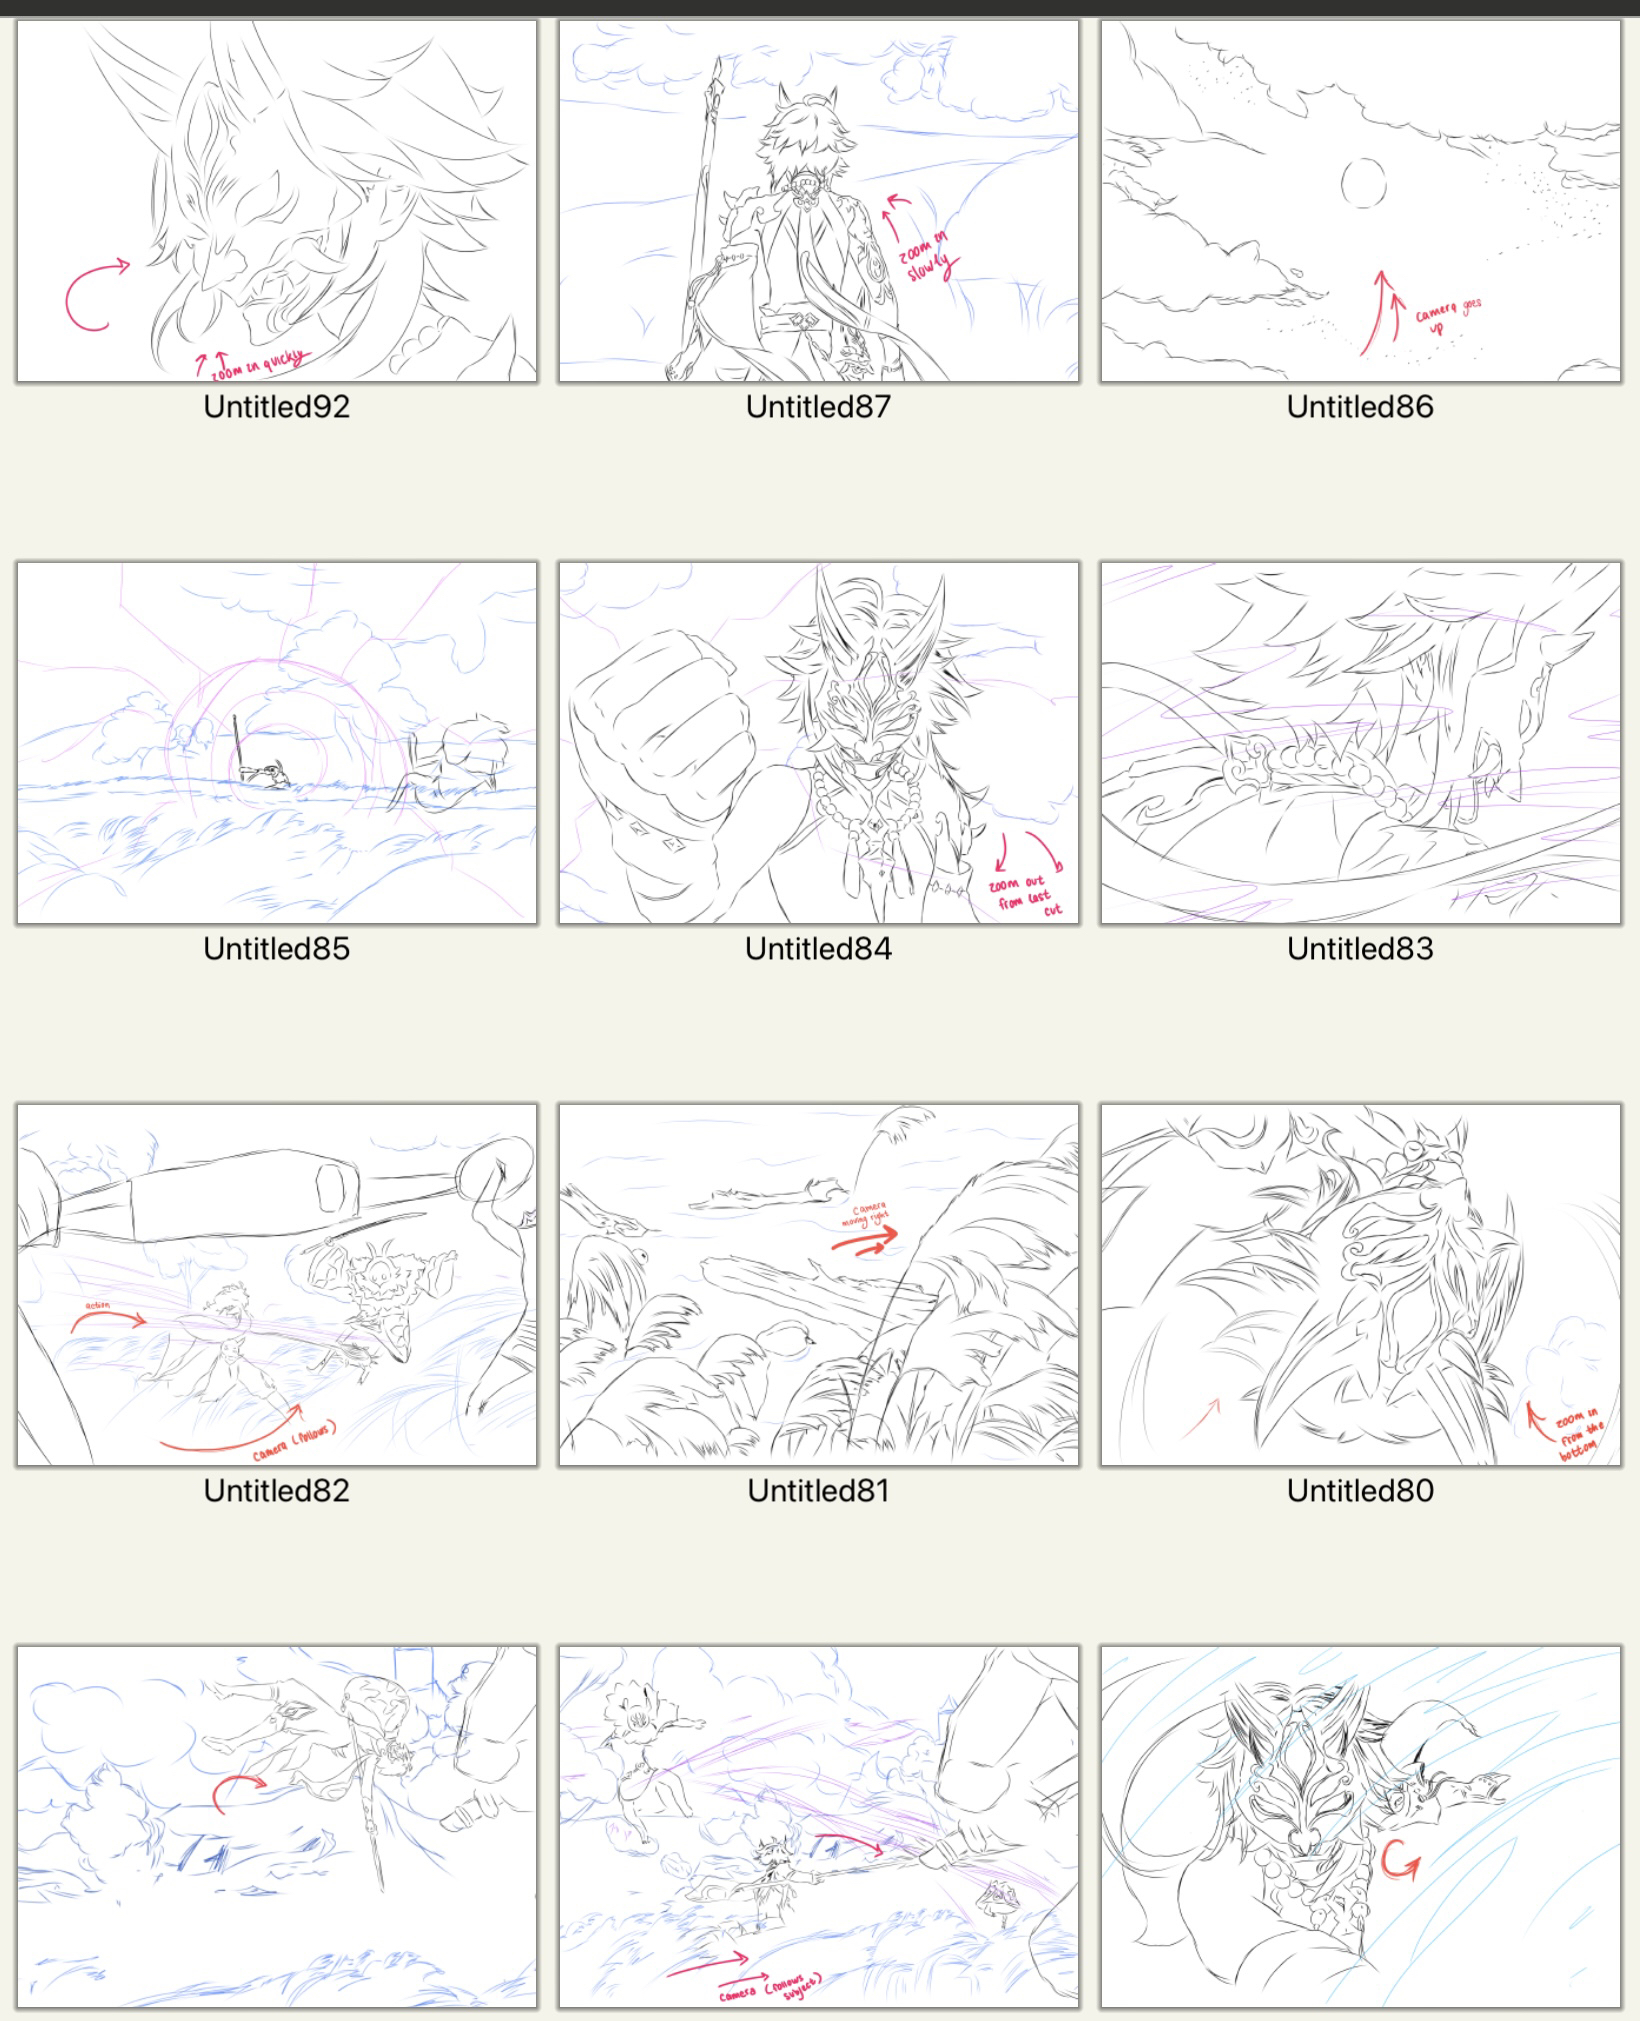 zoom in quickly
zoom in
slowly
camera goes
up
Untitled92
Untitled87
Untitled86
zoom out
from last
cut
Untitled85
Untitled84
Untitled83
action
camera (follows)
camera
moving right
zoom in
from the
bottom
Untitled82
Untitled81
Untitled80
camera (follows
subject)